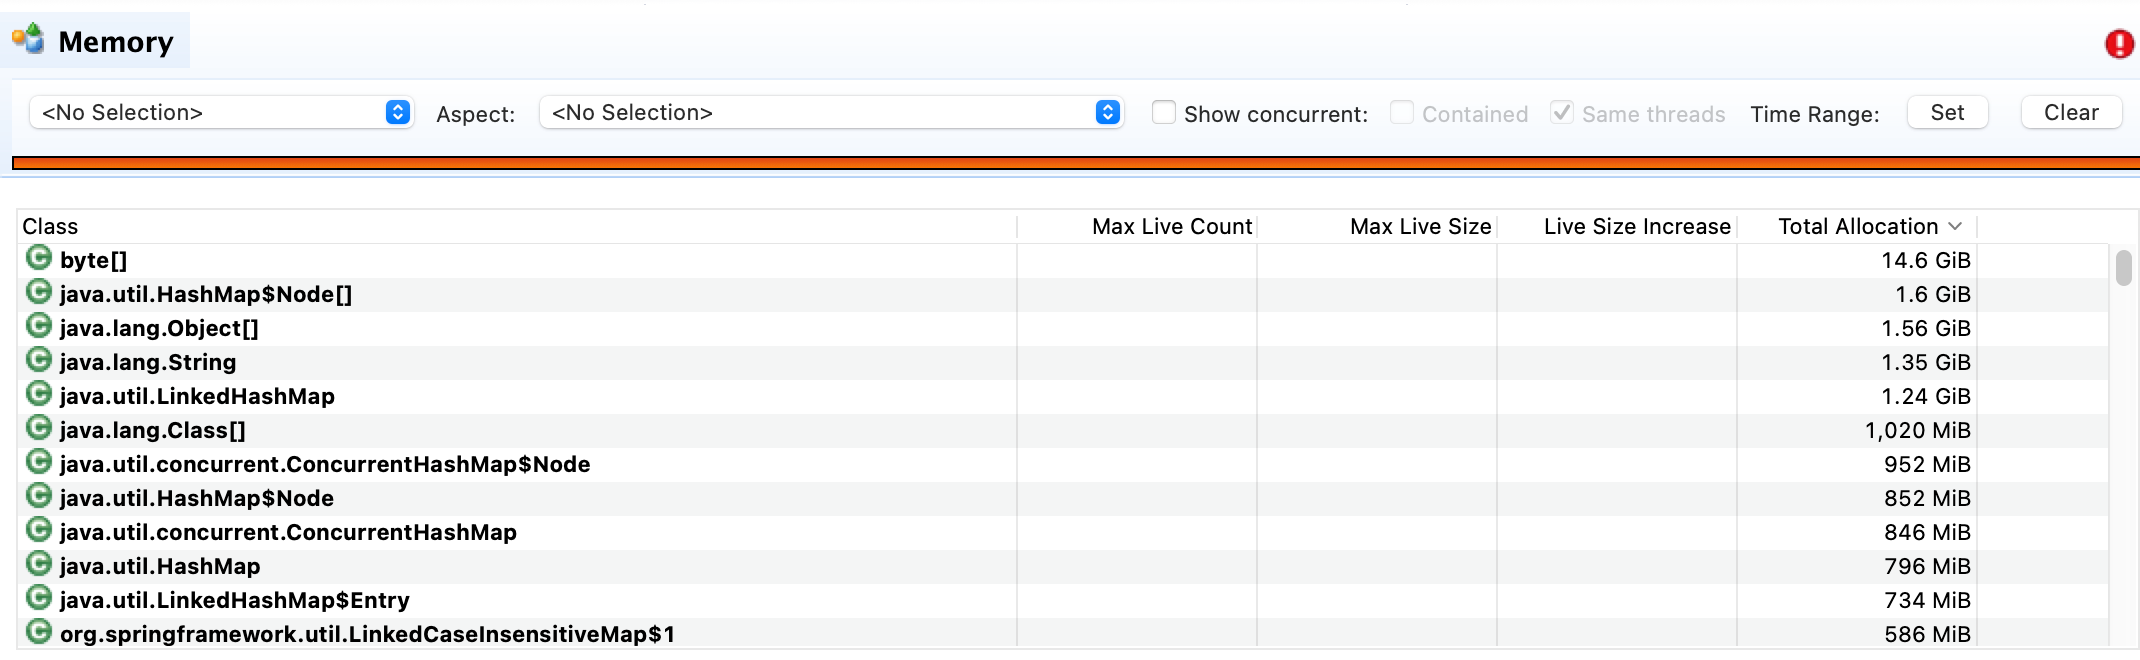 Memory
<No Selection> Aspect: <No Selection> Show concurrent: Contained Same threads Time Range: Set Clear
Class Max Live Count Max Live Size Live Size Increase Total Allocation
byte[] 14.6 GiB
java.util.HashMap$Node[] 1.6 GiB
java.lang.Object[] 1.56 GiB
java.lang.String 1.35 GiB
java.util.LinkedHashMap 1.24 GiB
java.lang.Class[] 1,020 MiB
java.util.concurrent.ConcurrentHashMap$Node 952 MiB
java.util.HashMap$Node 852 MiB
java.util.concurrent.ConcurrentHashMap 846 MiB
java.util.HashMap 796 MiB
java.util.LinkedHashMap$Entry 734 MiB
org.springframework.util.LinkedCaseInsensitiveMap$1 586 MiB